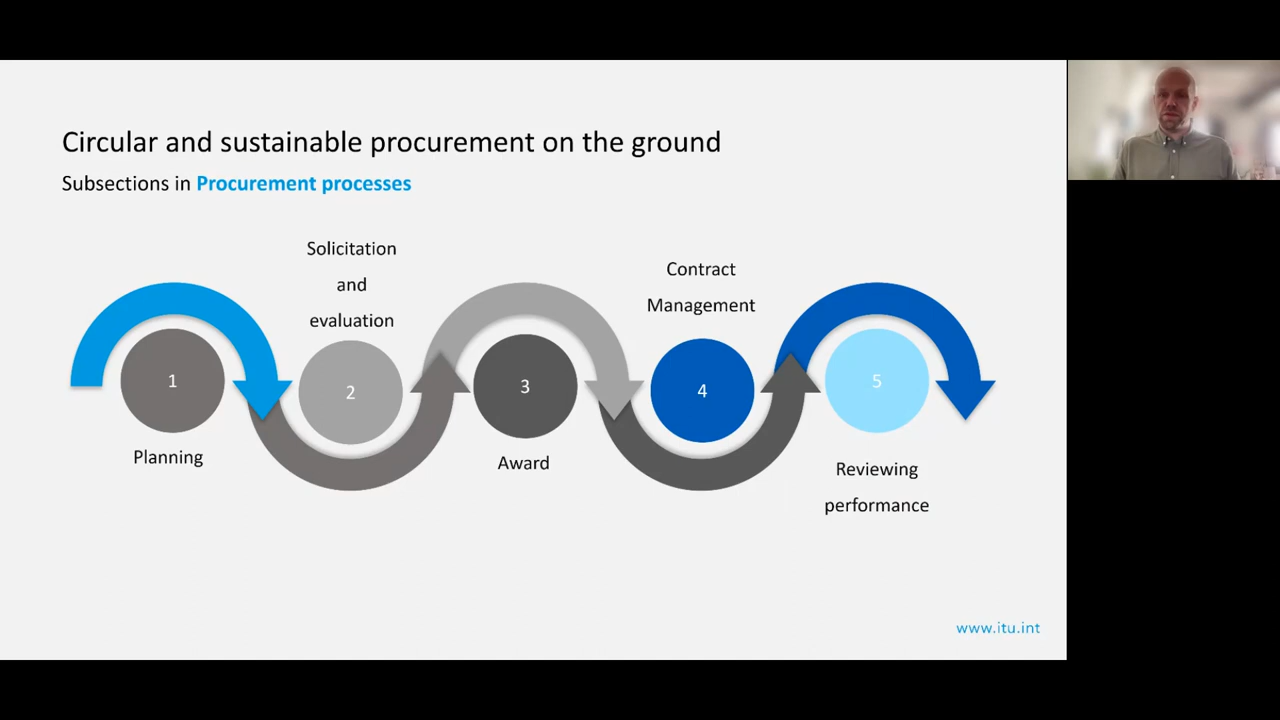 Circular and sustainable procurement on the ground
Subsections in Procurement processes
1
Planning
Solicitation
and
evaluation
2
3
Award
Contract
Management
4
5
Reviewing
performance
www.itu.int